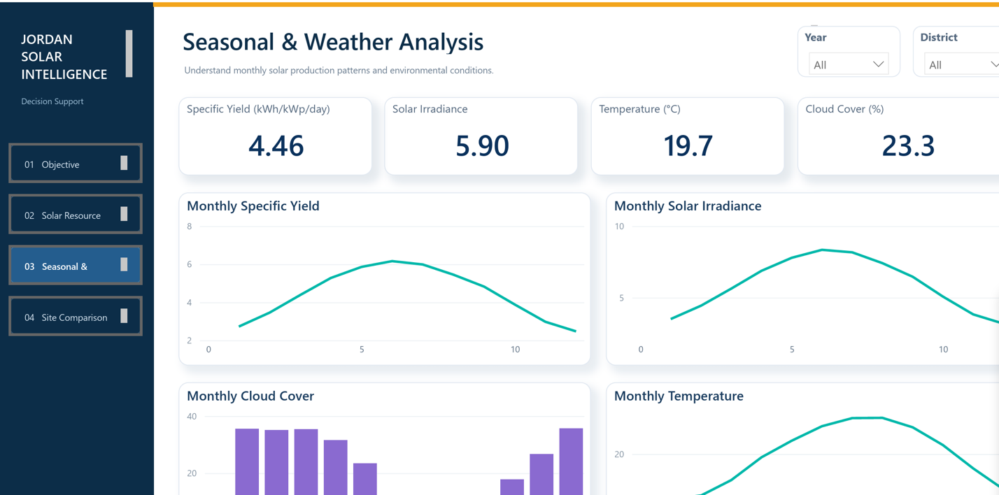 JORDAN
SOLAR
INTELLIGENCE
Decision Support
01 Objective
02 Solar Resource
03 Seasonal &
04 Site Comparison
Seasonal & Weather Analysis
Understand monthly solar production patterns and environmental conditions.
Year
All
District
All
Specific Yield (kWh/kWp/day)
4.46
Solar Irradiance
5.90
Temperature (°C)
19.7
Cloud Cover (%)
23.3
Monthly Specific Yield
8
6
4
2
0 5 10
Monthly Solar Irradiance
10
5
0 5 10
Monthly Cloud Cover
40
20
Monthly Temperature
20